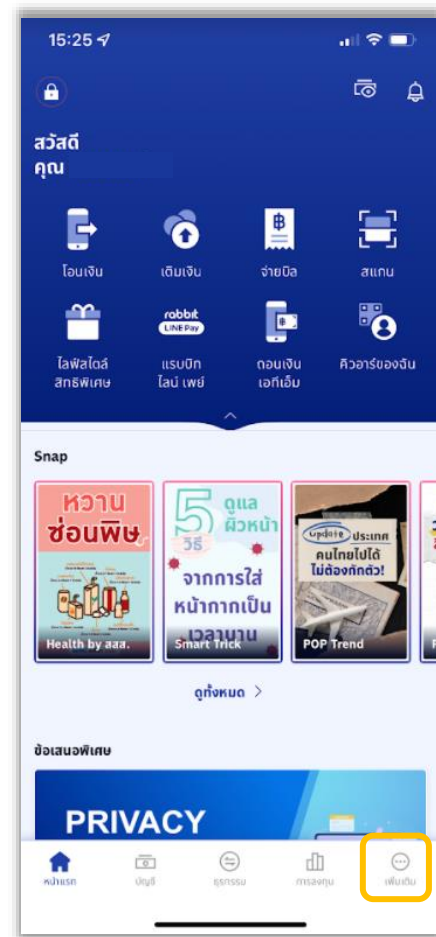 15:25
สวัสดี
คุณ
โอนเงิน
เติมเงิน
จ่ายบิล
สแกน
rabbit
LINE Pay
ไลฟ์สไตล์
สิทธิพิเศษ
แรบบิท
ไลน์ เพย์
ถอนเงิน
เอทีเอ็ม
คิวอาร์ของฉัน
Snap
หวาน
ซ่อนพิษ
Health by สสส.
5
วิธี
ดูแล
ผิวหน้า
จากการใส่
หน้ากากเป็น
เวลานาน
Smart Trick
update ประเทศ
คนไทยไปได้
ไม่ต้องกักตัว!
POP Trend
ดูทั้งหมด >
ข้อเสนอพิเศษ
PRIVACY
หน้าแรก
บัญชี
ธุรกรรม
การลงทุน
เพิ่มเติม